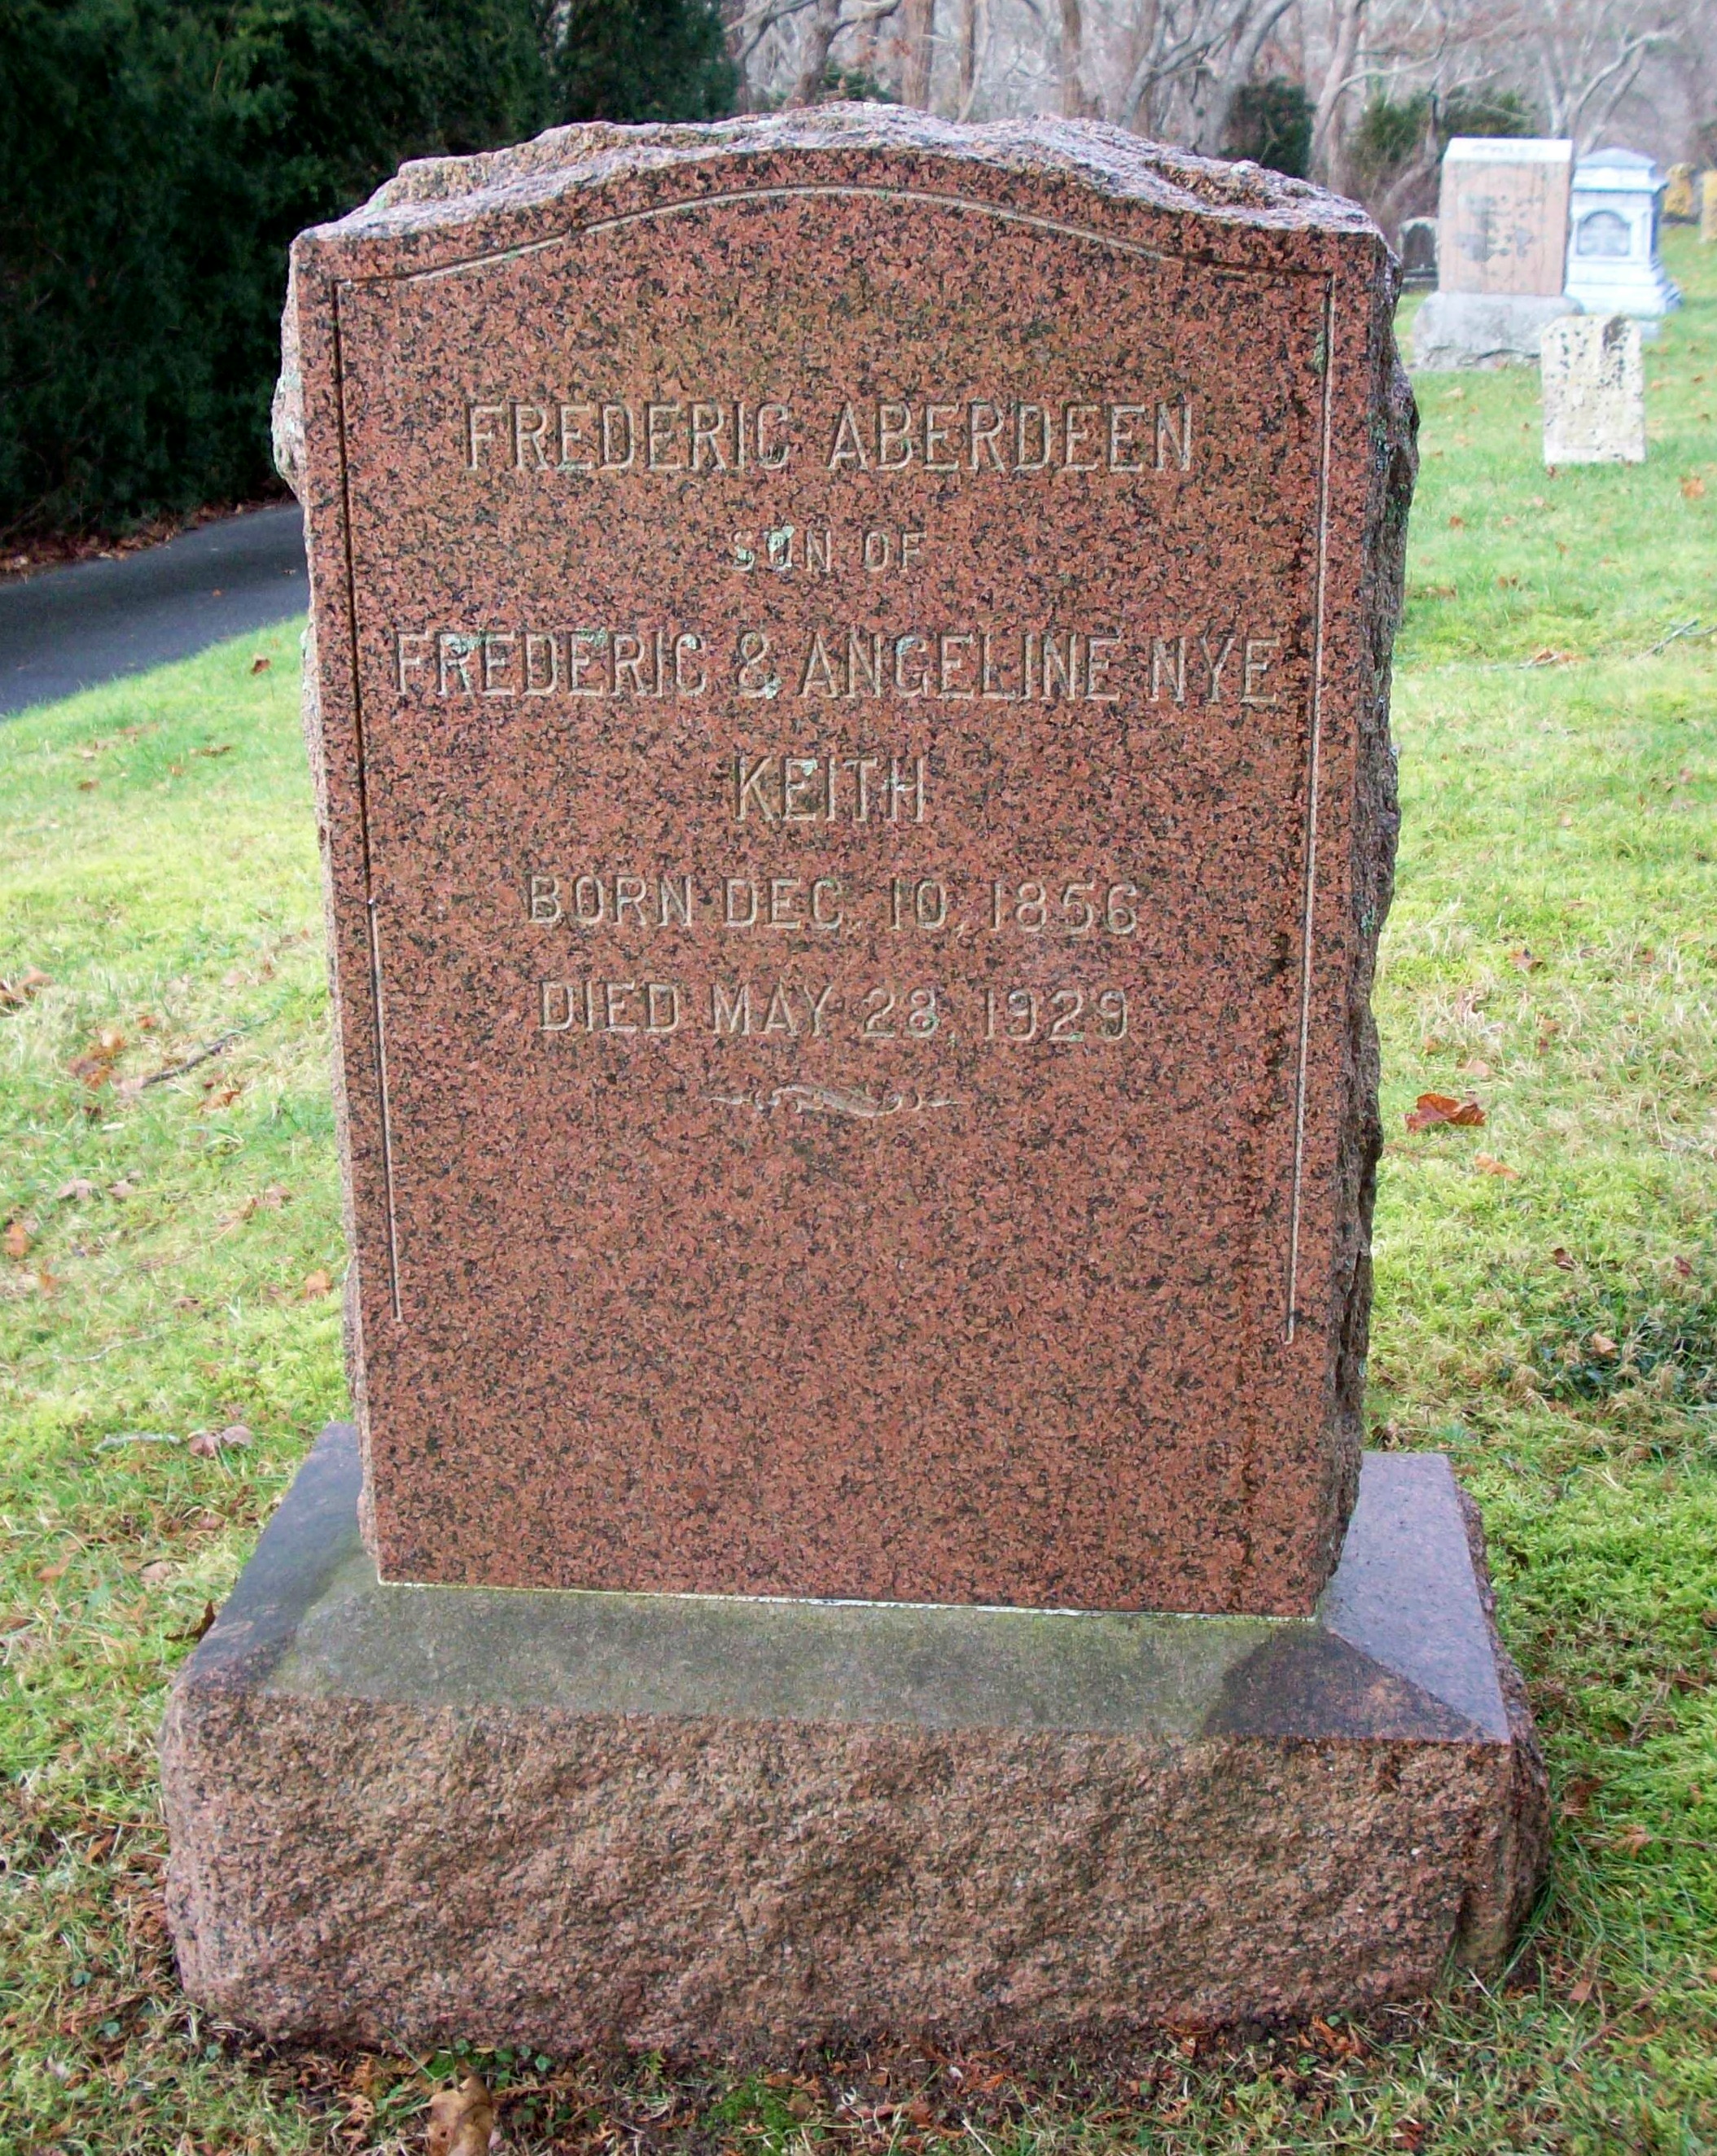 FREDERIC ABERDEEN
SON OF
FREDERIC & ANGELINE NYE
KEITH
BORN DEC. 10, 1856
DIED MAY 28, 1929